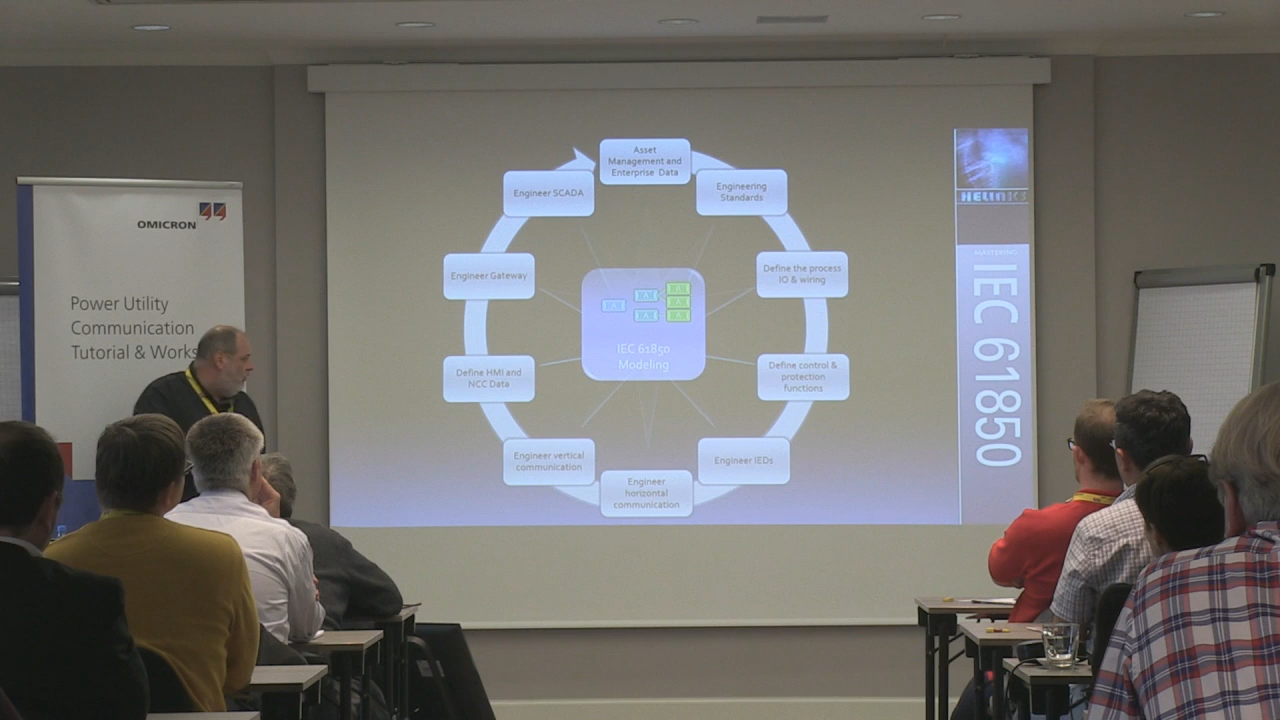 OMICRON
Power Utility
Communication
Tutorial & Works
Asset
Management and
Enterprise Data
Engineering
Standards
Define the process
IO & wiring
Define control &
protection
functions
Engineer IEDs
Engineer
horizontal
communication
Engineer vertical
communication
Define HMI and
NCC Data
Engineer Gateway
Engineer SCADA
IEC 61850
Modeling
HELINKS
MASTERING
IEC 61850